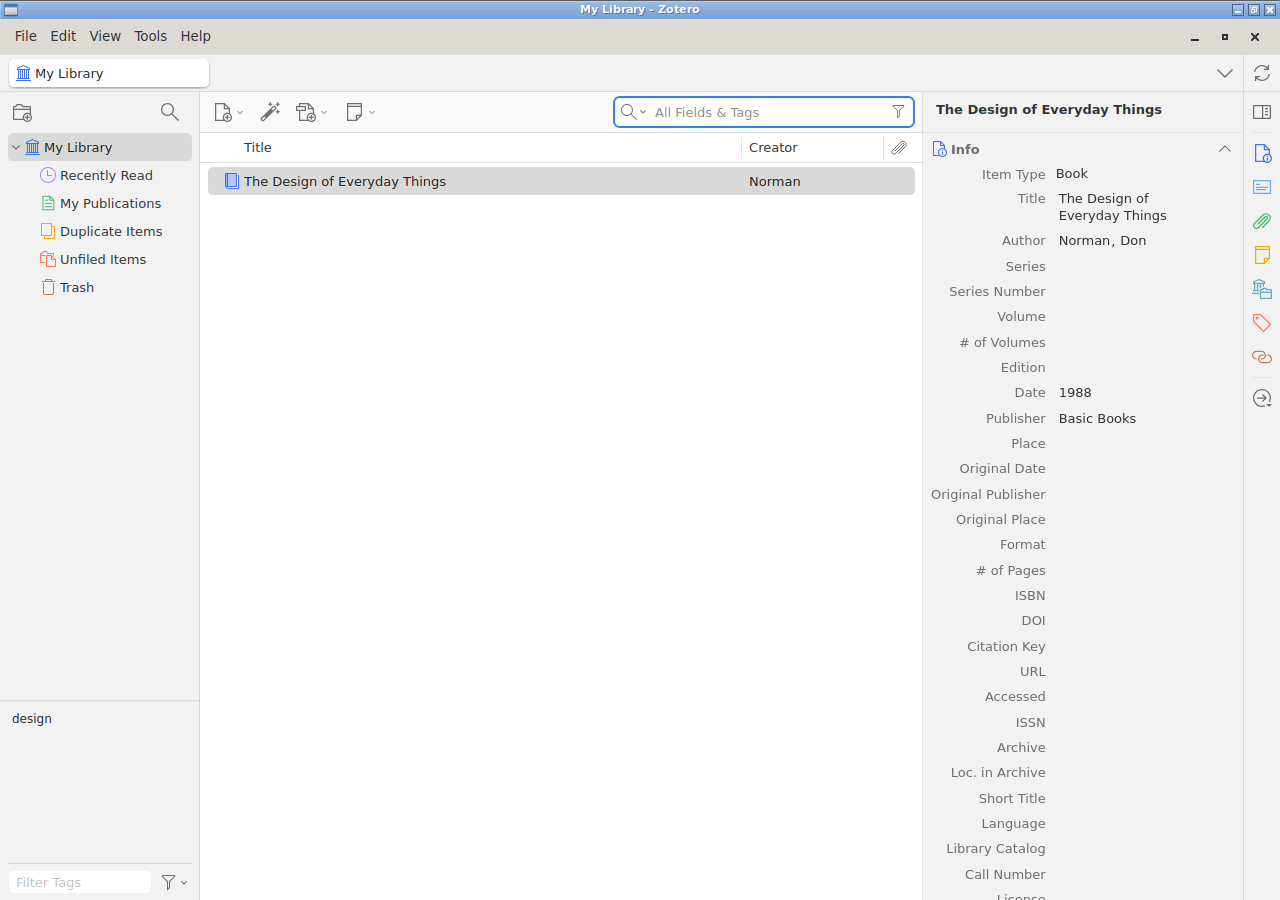 My Library - Zotero
File Edit View Tools Help
My Library
All Fields & Tags
The Design of Everyday Things
My Library
Recently Read
My Publications
Duplicate Items
Unfiled Items
Trash
Title Creator
The Design of Everyday Things Norman
Info
Item Type Book
Title The Design of
Everyday Things
Author Norman, Don
Series
Series Number
Volume
# of Volumes
Edition
Date 1988
Publisher Basic Books
Place
Original Date
Original Publisher
Original Place
Format
# of Pages
ISBN
DOI
Citation Key
URL
Accessed
ISSN
Archive
Loc. in Archive
Short Title
Language
Library Catalog
Call Number
License
design
Filter Tags